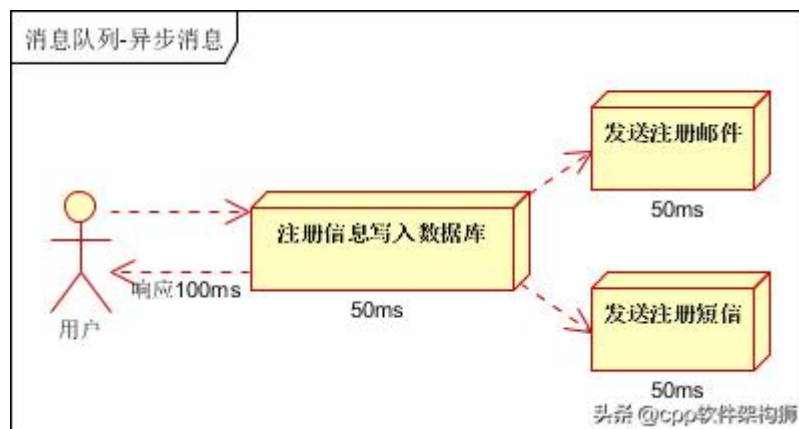 消息队列-异步消息
发送注册邮件
50ms
注册信息写入数据库
响应100ms
50ms
用户
发送注册短信
50ms
头条 @cpp软件架构狮